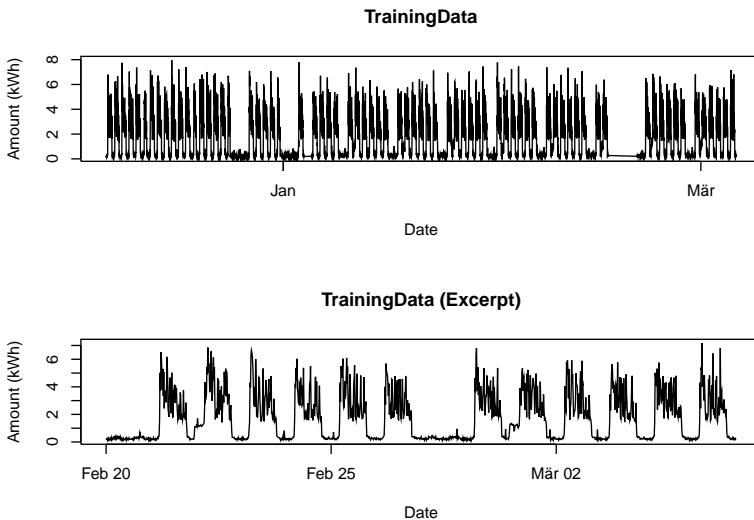 TrainingData
Amount (kWh)
8
6
4
2
0
Jan
Mär
Date
TrainingData (Excerpt)
Amount (kWh)
6
4
2
0
Feb 20
Feb 25
Mär 02
Date